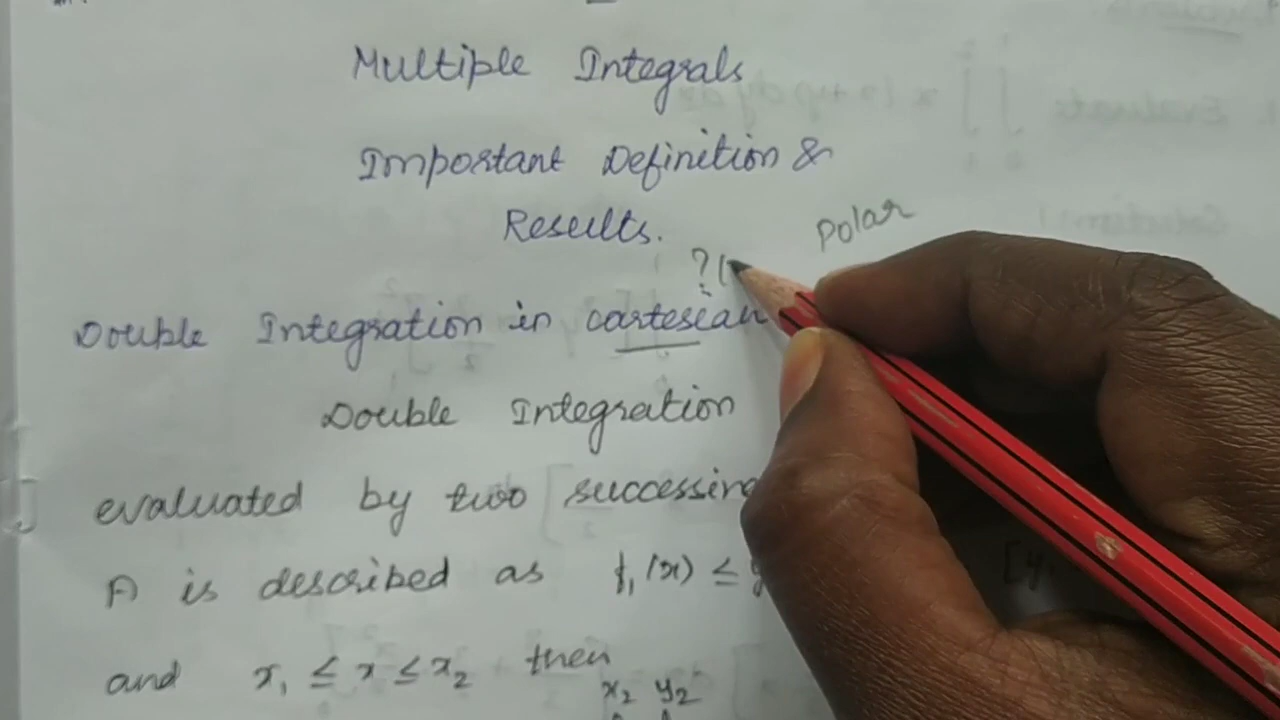 Multiple Integrals
Important Definition &
Results.
Polar
?(
Double Integration in cartesian
Double Integration
evaluated by two successing
A is described as f₁(x) ≤ y
and x₁ ≤ x ≤ x₂ then
x₂ y₂